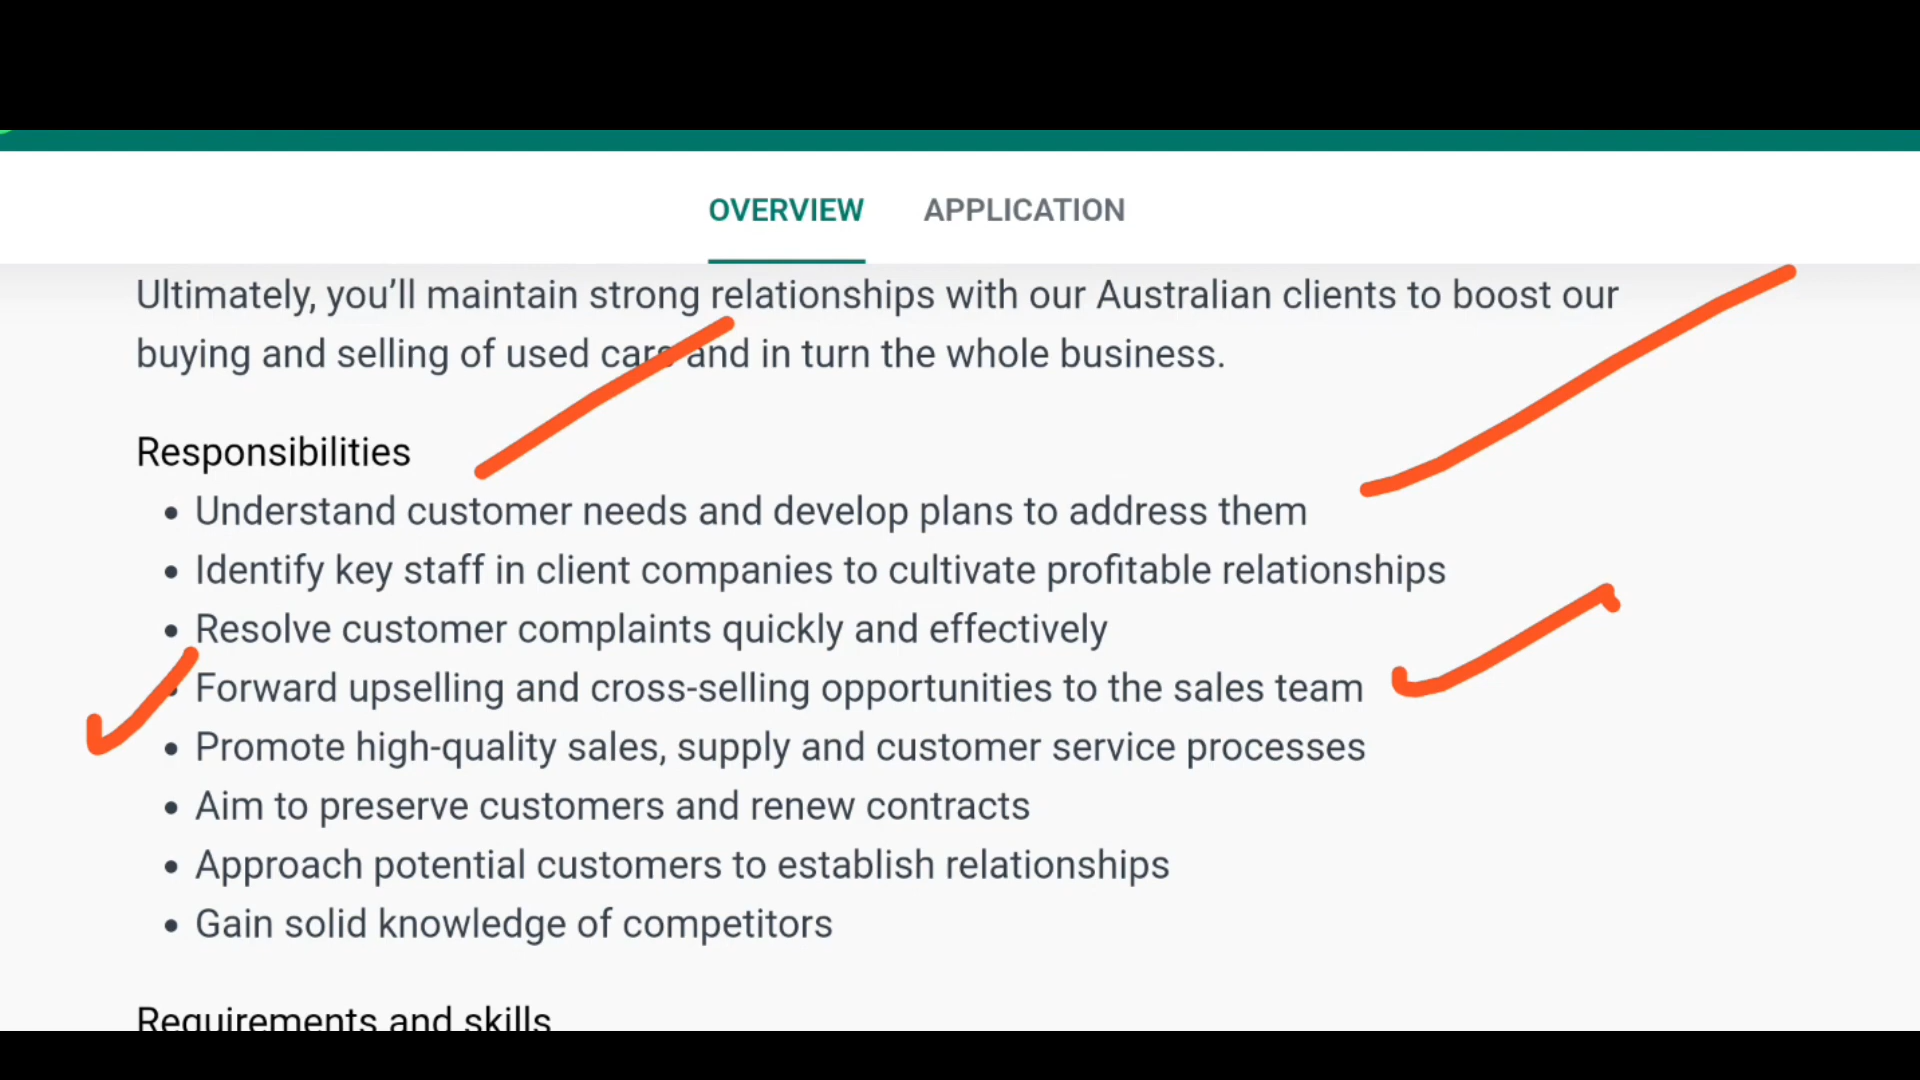 OVERVIEW APPLICATION
Ultimately, you’ll maintain strong relationships with our Australian clients to boost our
buying and selling of used cars and in turn the whole business.
Responsibilities
• Understand customer needs and develop plans to address them
• Identify key staff in client companies to cultivate profitable relationships
• Resolve customer complaints quickly and effectively
• Forward upselling and cross-selling opportunities to the sales team
• Promote high-quality sales, supply and customer service processes
• Aim to preserve customers and renew contracts
• Approach potential customers to establish relationships
• Gain solid knowledge of competitors
Requirements and skills